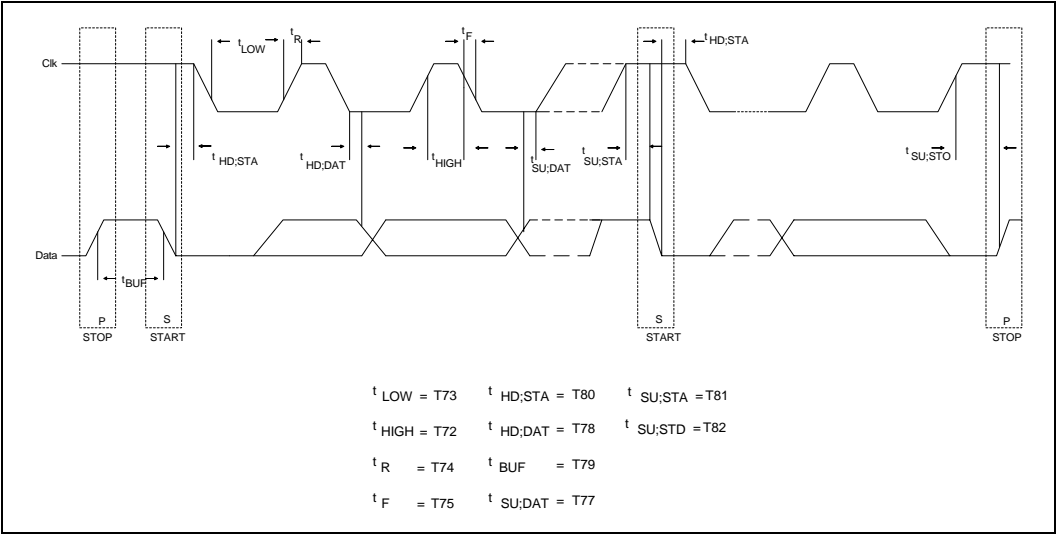 t LOW
t R
t F
t HD;STA
Clk
t HD;STA
t HD;DAT
t HIGH
t SU;DAT
t SU;STA
t SU;STO
Data
t BUF
P
S
S
P
STOP
START
START
STOP
t LOW = T73 t HD;STA = T80 t SU;STA =T81
t HIGH = T72 t HD;DAT = T78 t SU;STD =T82
t R = T74 t BUF = T79
t F = T75 t SU;DAT = T77